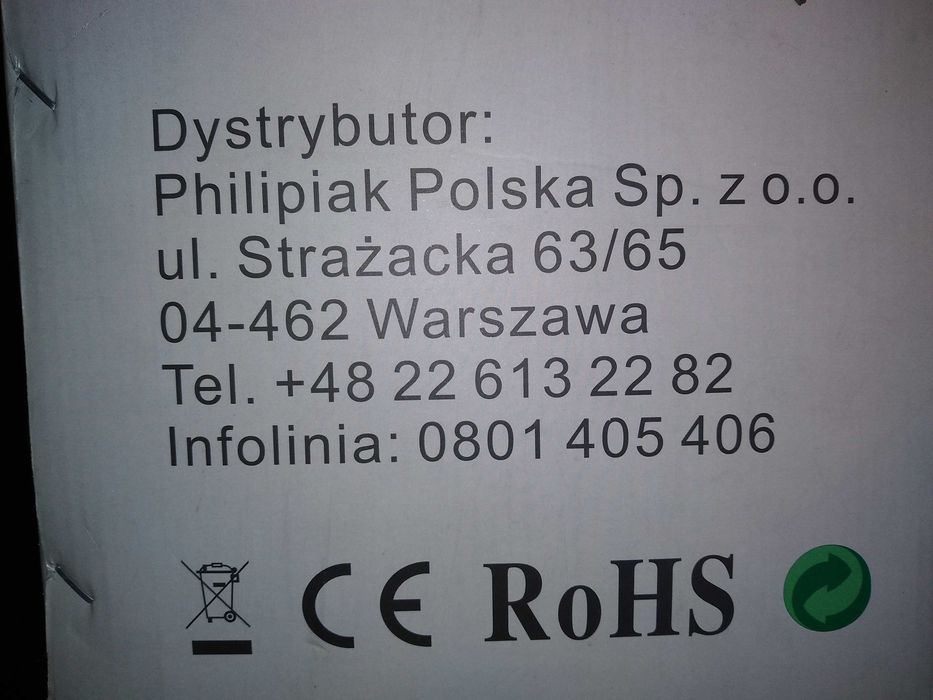 Dystrybutor:
Philipiak Polska Sp. z o.o.
ul. Strażacka 63/65
04-462 Warszawa
Tel. +48 22 613 22 82
Infolinia: 0801 405 406
CE RoHS